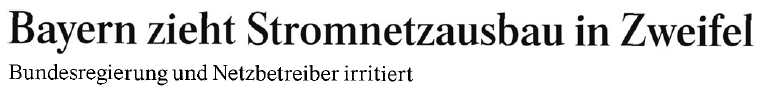 Bayern zieht Stromnetzausbau in Zweifel
Bundesregierung und Netzbetreiber irritiert